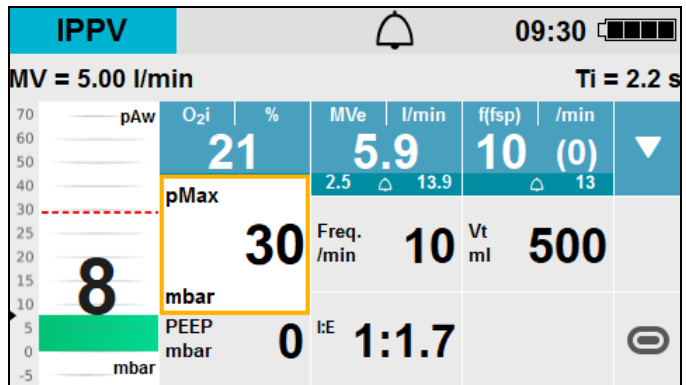 IPPV 09:30
MV = 5.00 l/min Ti = 2.2 s
70 pAw
60
50
40
30
25
20
15
10
5
0
-5 mbar
8
O2i %
21
MVe l/min
5.9
2.5 13.9
f(fsp) /min
10 (0)
13
pMax
30
mbar
Freq.
/min 10
Vt
ml 500
PEEP
mbar 0
I:E 1:1.7